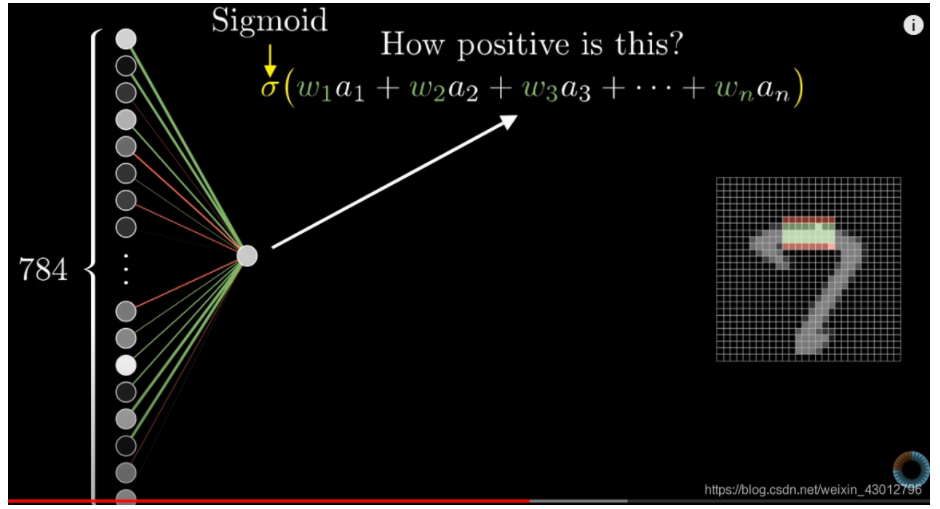 Sigmoid
How positive is this?
σ(w₁a₁ + w₂a₂ + w₃a₃ + ⋯ + wₙaₙ)
784
i
https://blog.csdn.net/weixin_43012796